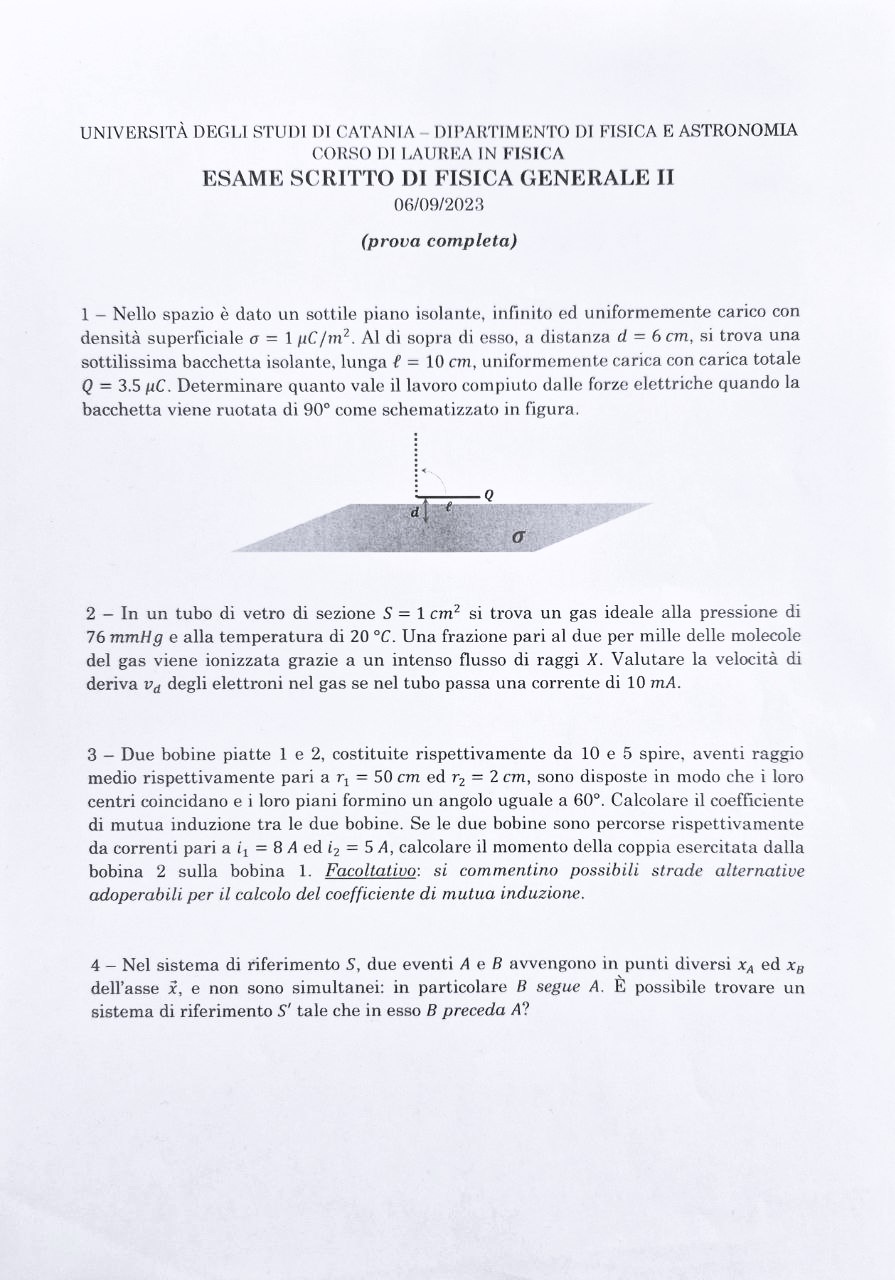 UNIVERSITÀ DEGLI STUDI DI CATANIA – DIPARTIMENTO DI FISICA E ASTRONOMIA
CORSO DI LAUREA IN FISICA
ESAME SCRITTO DI FISICA GENERALE II
06/09/2023
(prova completa)
1 – Nello spazio è dato un sottile piano isolante, infinito ed uniformemente carico con
densità superficiale σ = 1 μC/m². Al di sopra di esso, a distanza d = 6 cm, si trova una
sottilissima bacchetta isolante, lunga ℓ = 10 cm, uniformemente carica con carica totale
Q = 3.5 μC. Determinare quanto vale il lavoro compiuto dalle forze elettriche quando la
bacchetta viene ruotata di 90° come schematizzato in figura.
Q
d ℓ
σ
2 – In un tubo di vetro di sezione S = 1 cm² si trova un gas ideale alla pressione di
76 mmHg e alla temperatura di 20 °C. Una frazione pari al due per mille delle molecole
del gas viene ionizzata grazie a un intenso flusso di raggi X. Valutare la velocità di
deriva v_d degli elettroni nel gas se nel tubo passa una corrente di 10 mA.
3 – Due bobine piatte 1 e 2, costituite rispettivamente da 10 e 5 spire, aventi raggio
medio rispettivamente pari a r₁ = 50 cm ed r₂ = 2 cm, sono disposte in modo che i loro
centri coincidano e i loro piani formino un angolo uguale a 60°. Calcolare il coefficiente
di mutua induzione tra le due bobine. Se le due bobine sono percorse rispettivamente
da correnti pari a i₁ = 8 A ed i₂ = 5 A, calcolare il momento della coppia esercitata dalla
bobina 2 sulla bobina 1. Facoltativo: si commentino possibili strade alternative
adoperabili per il calcolo del coefficiente di mutua induzione.
4 – Nel sistema di riferimento S, due eventi A e B avvengono in punti diversi x_A ed x_B
dell'asse x⃗, e non sono simultanei: in particolare B segue A. È possibile trovare un
sistema di riferimento S′ tale che in esso B preceda A?